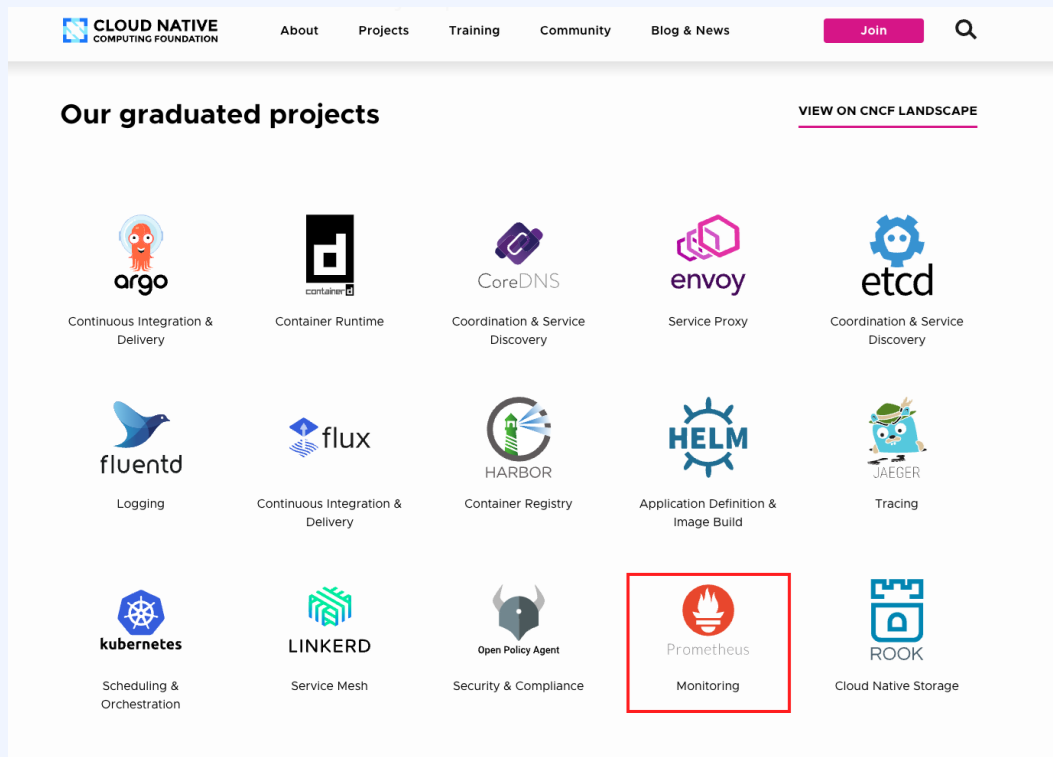 CLOUD NATIVE
COMPUTING FOUNDATION
About
Projects
Training
Community
Blog & News
Join
Our graduated projects
VIEW ON CNCF LANDSCAPE
argo
d
containerd
C
CoreDNS
envoy
etcd
Continuous Integration &
Delivery
Container Runtime
Coordination & Service
Discovery
Service Proxy
Coordination & Service
Discovery
fluentd
flux
HARBOR
HELM
JAEGER
Logging
Continuous Integration &
Delivery
Container Registry
Application Definition &
Image Build
Tracing
kubernetes
LINKERD
Open Policy Agent
Prometheus
ROOK
Scheduling &
Orchestration
Service Mesh
Security & Compliance
Monitoring
Cloud Native Storage